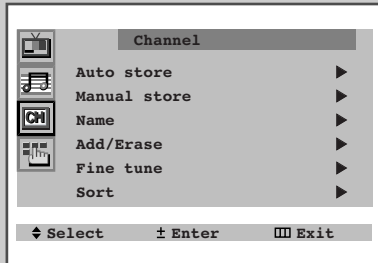 Channel
Auto store
Manual store
CH
Name
Add/Erase
Fine tune
Sort
Select ± Enter Exit